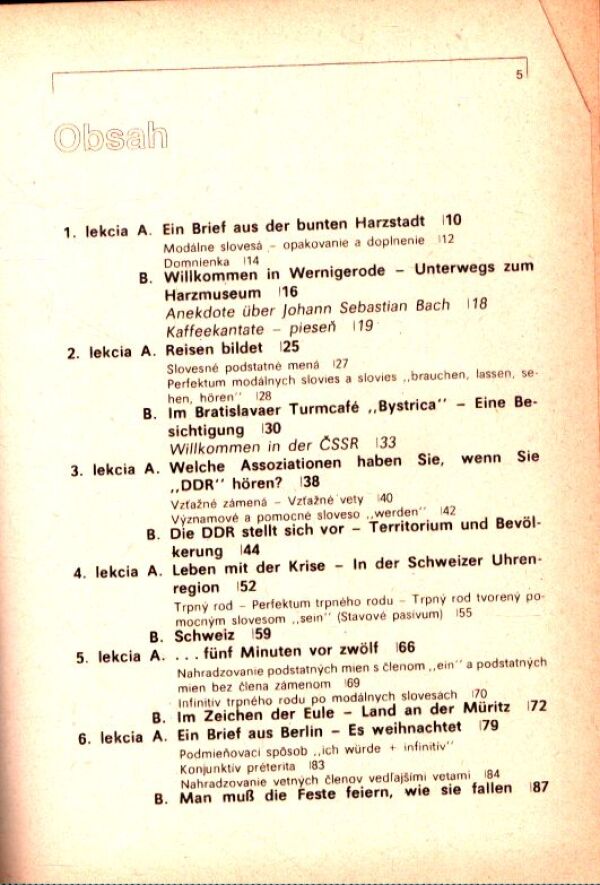 5
Obsah
1. lekcia A. Ein Brief aus der bunten Harzstadt |10
Modálne slovesá – opakovanie a doplnenie |12
Domnienka |14
B. Willkommen in Wernigerode – Unterwegs zum
Harzmuseum |16
Anekdote über Johann Sebastian Bach |18
Kaffeekantate – pieseň |19
2. lekcia A. Reisen bildet |25
Slovesné podstatné mená |27
Perfektum modálnych slovies a slovies „brauchen, lassen, se-
hen, hören" |28
B. Im Bratislavaer Turmcafé „Bystrica" – Eine Be-
sichtigung |30
Willkommen in der ČSSR |33
3. lekcia A. Welche Assoziationen haben Sie, wenn Sie
„DDR" hören? |38
Vzťažné zámená – Vzťažné vety |40
Významové a pomocné sloveso „werden" |42
B. Die DDR stellt sich vor – Territorium und Bevöl-
kerung |44
4. lekcia A. Leben mit der Krise – In der Schweizer Uhren-
region |52
Trpný rod – Perfektum trpného rodu – Trpný rod tvorený po-
mocným slovesom „sein" (Stavové pasívum) |55
B. Schweiz |59
5. lekcia A. . . . fünf Minuten vor zwölf |66
Nahradzovanie podstatných mien s členom „ein" a podstatných
mien bez člena zámenom |69
Infinitív trpného rodu po modálnych slovesách |70
B. Im Zeichen der Eule – Land an der Müritz |72
6. lekcia A. Ein Brief aus Berlin – Es weihnachtet |79
Podmieňovací spôsob „ich würde + infinitív"
Konjunktív préterita |83
Nahradzovanie vetných členov vedľajšími vetami |84
B. Man muß die Feste feiern, wie sie fallen |87